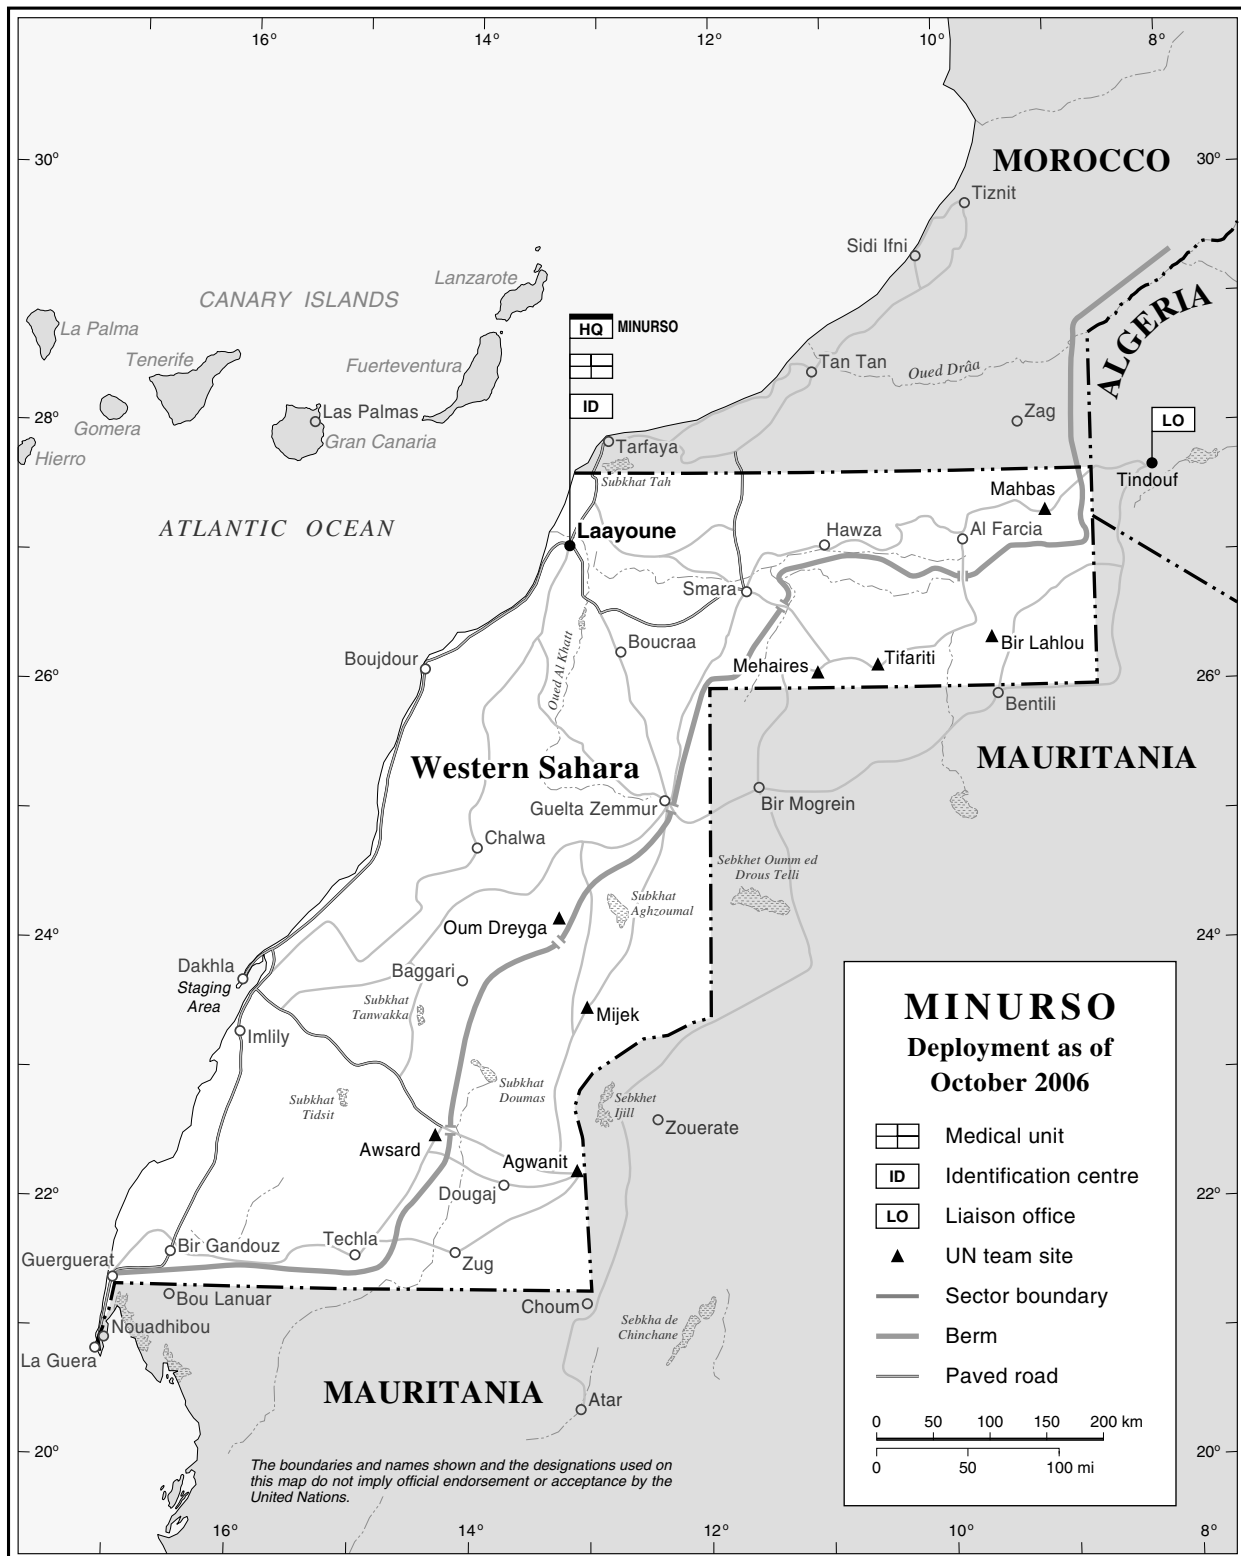 16°
14°
12°
10°
8°
30°
MOROCCO
30°
Tiznit
Sidi Ifni
Lanzarote
CANARY ISLANDS
ALGERIA
La Palma
HQ
MINURSO
Tenerife
Fuerteventura
Tan Tan
Oued Drâa
ID
Las Palmas
Zag
LO
28°
28°
Gomera
Gran Canaria
Tarfaya
Hierro
Subkhat Tah
Tindouf
Mahbas
ATLANTIC OCEAN
Laayoune
Hawza
Al Farcia
Smara
Boucraa
Bir Lahlou
Oued Al Khatt
Boujdour
Mehaires
Tifariti
26°
26°
Bentili
Western Sahara
MAURITANIA
Guelta Zemmur
Bir Mogrein
Chalwa
Sebkhet Oumm ed
Drous Telli
Subkhat
Aghzoumal
Oum Dreyga
24°
24°
Dakhla
Staging
Area
Baggari
Subkhat
Tanwakka
Mijek
Imlily
Subkhat
Doumas
Subkhat
Tidsit
Sebkhet
Ijill
Zouerate
Awsard
Agwanit
22°
22°
Dougaj
Techla
Bir Gandouz
Guerguerat
Zug
Bou Lanuar
Choum
Nouadhibou
Sebkha de
Chinchane
La Guera
MAURITANIA
Atar
20°
20°
MINURSO
Deployment as of
October 2006
Medical unit
ID Identification centre
LO Liaison office
UN team site
Sector boundary
Berm
Paved road
0 50 100 150 200 km
0 50 100 mi
The boundaries and names shown and the designations used on
this map do not imply official endorsement or acceptance by the
United Nations.
16°
14°
12°
10°
8°